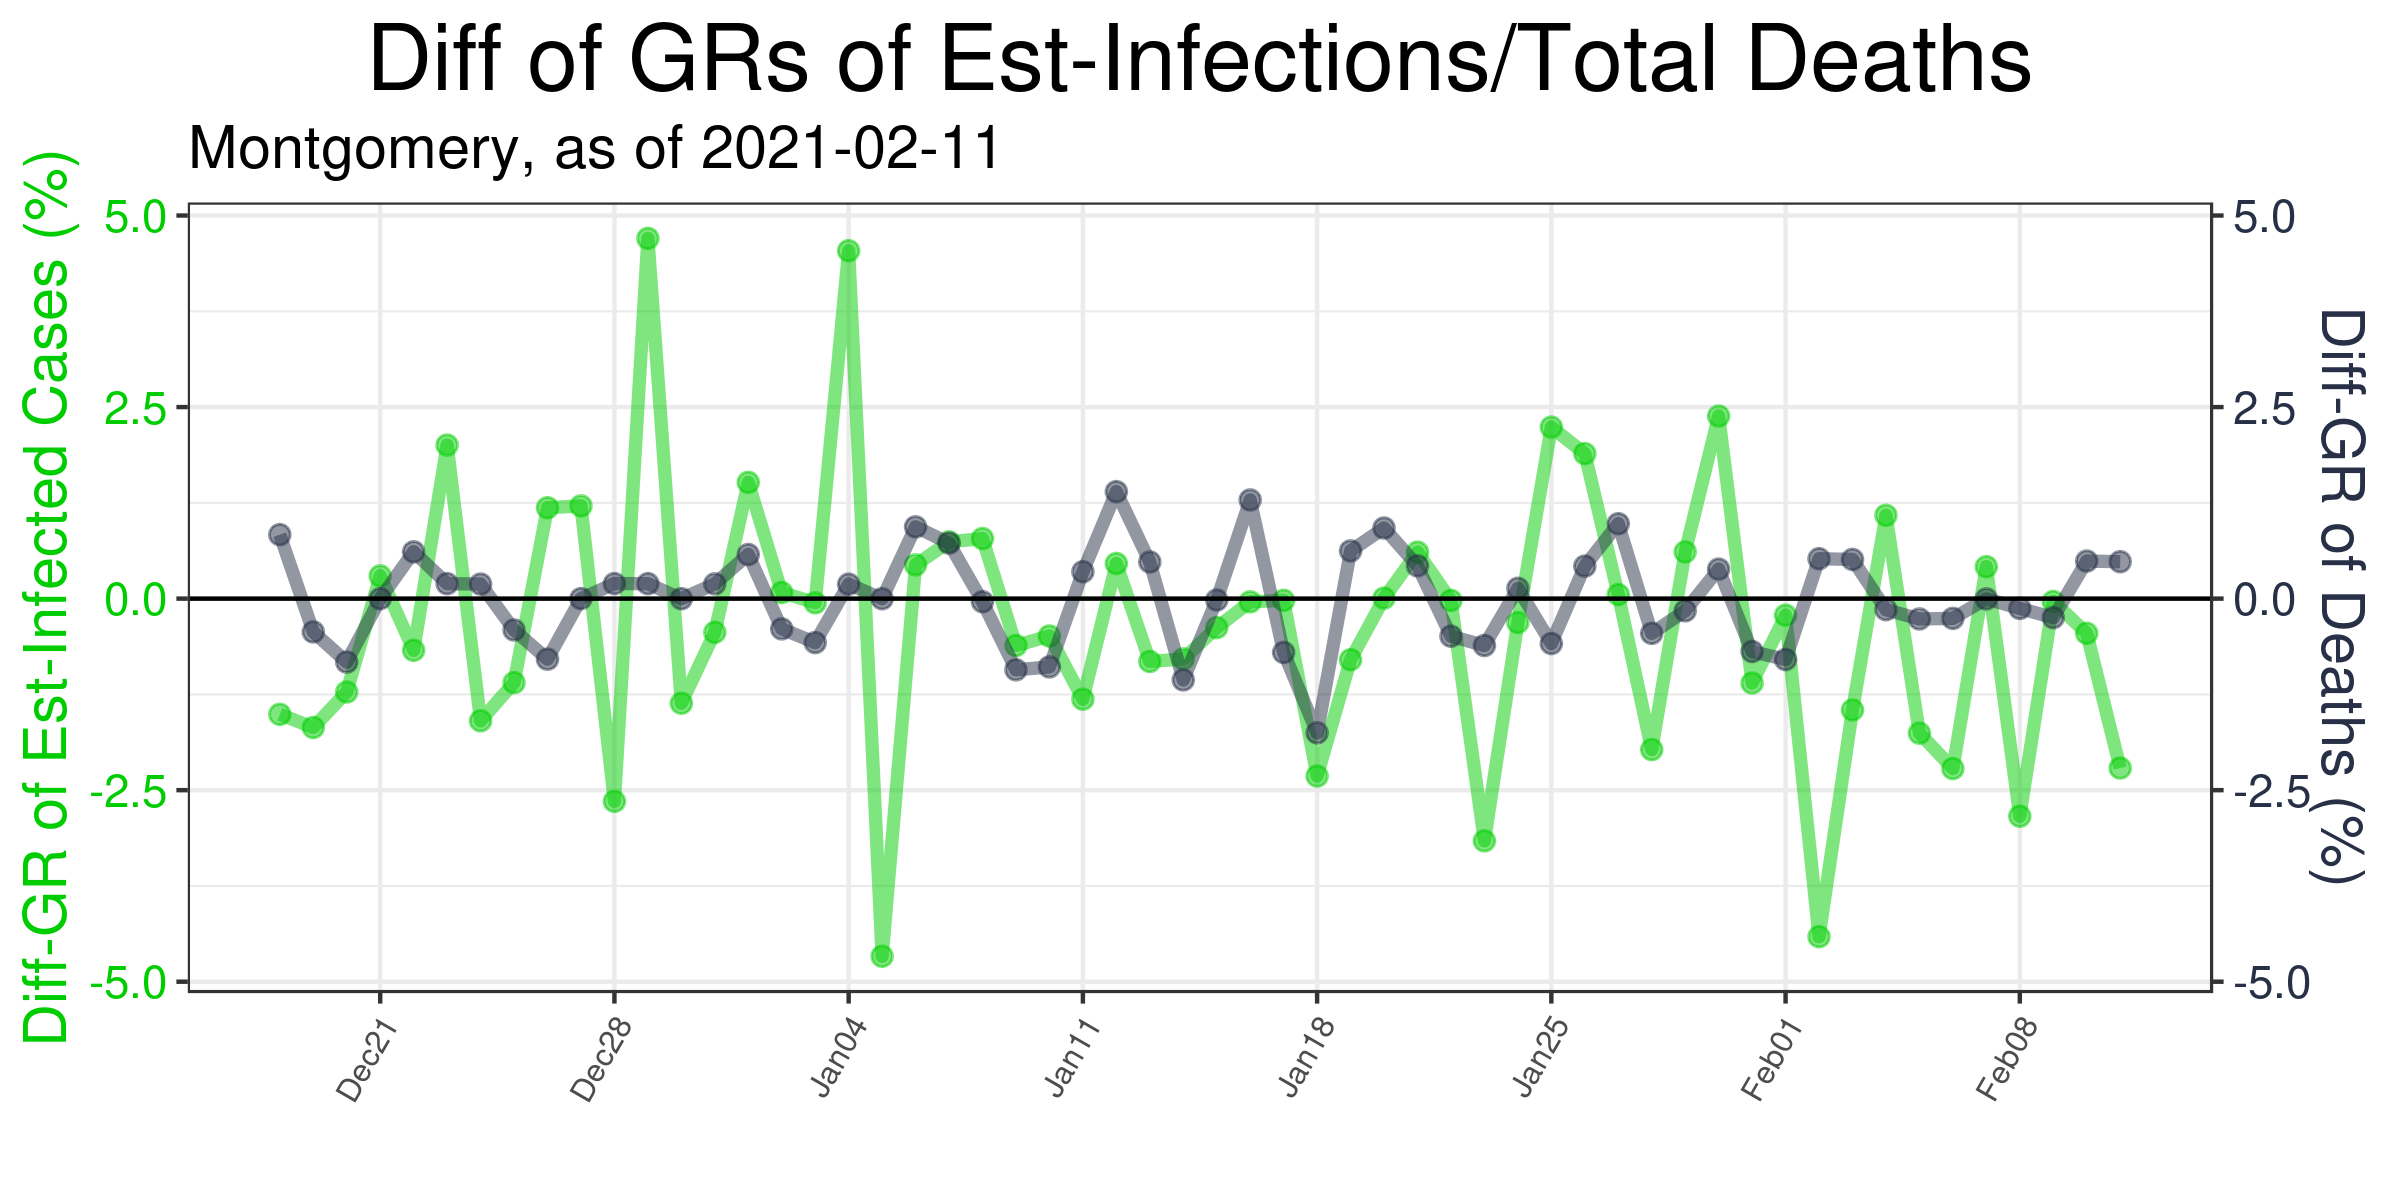 Diff of GRs of Est-Infections/Total Deaths
Montgomery, as of 2021-02-11
Diff-GR of Est-Infected Cases (%)
5.0
2.5
0.0
-2.5
-5.0
5.0
2.5
0.0
-2.5
-5.0
Diff-GR of Deaths (%)
Dec21
Dec28
Jan04
Jan11
Jan18
Jan25
Feb01
Feb08